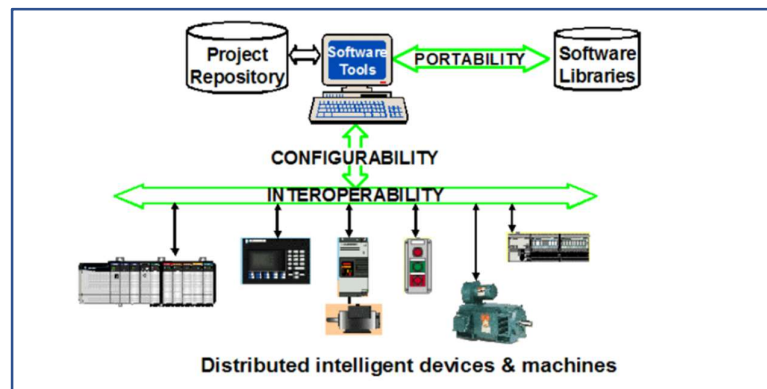 Project
Repository
Software
Tools
PORTABILITY
Software
Libraries
CONFIGURABILITY
INTEROPERABILITY
Distributed intelligent devices & machines